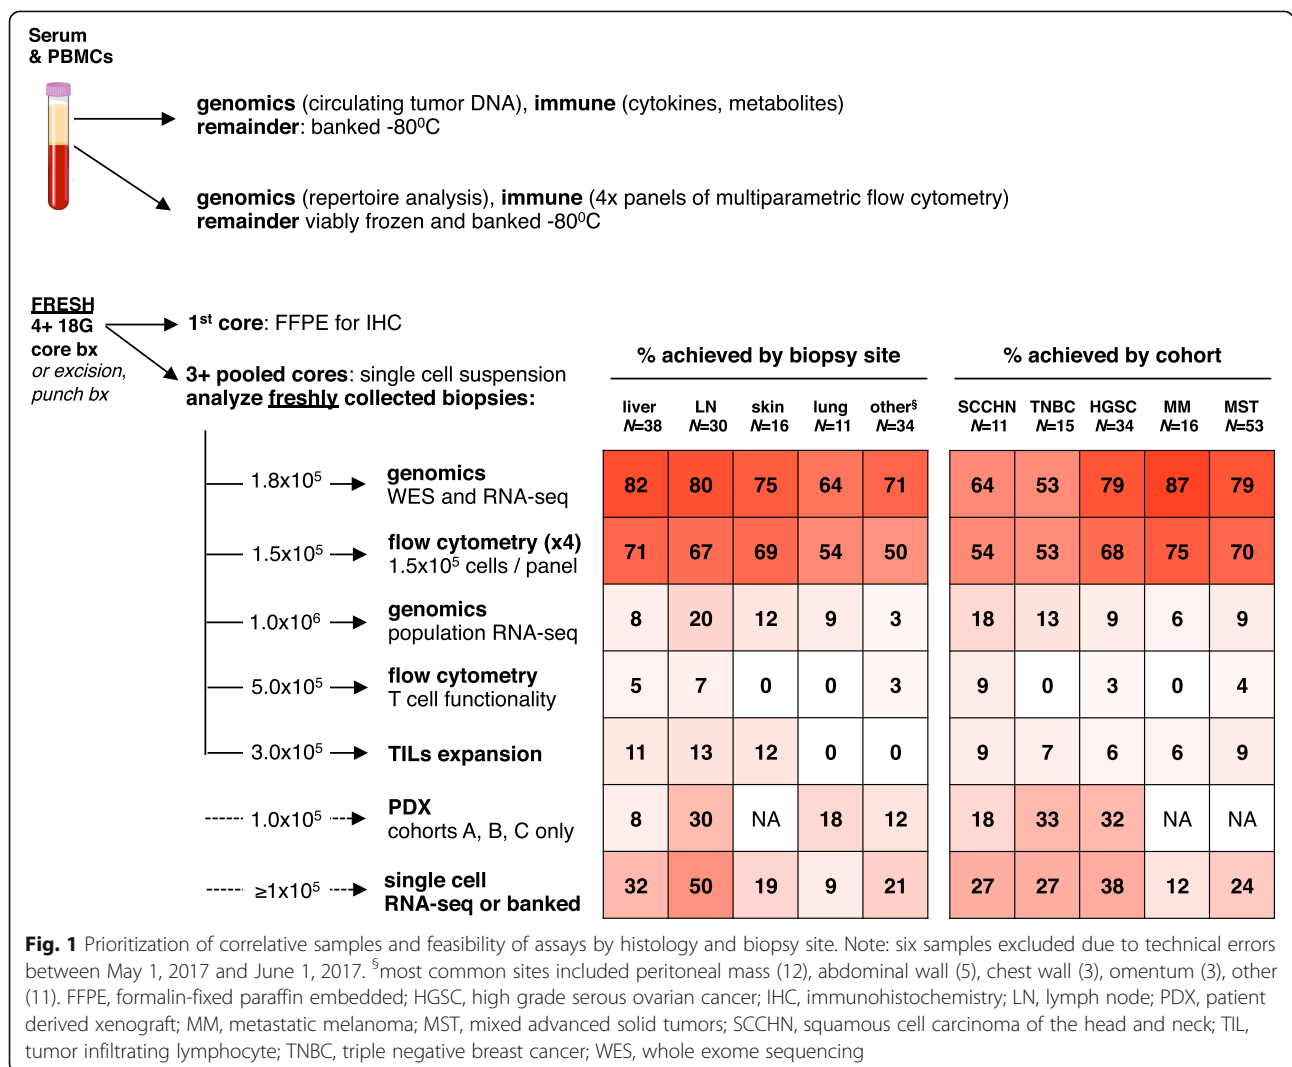 Serum
& PBMCs
genomics (circulating tumor DNA), immune (cytokines, metabolites)
remainder: banked -80⁰C
genomics (repertoire analysis), immune (4x panels of multiparametric flow cytometry)
remainder viably frozen and banked -80⁰C
FRESH
4+ 18G
core bx
or excision,
punch bx
1st core: FFPE for IHC
3+ pooled cores: single cell suspension
analyze freshly collected biopsies:
% achieved by biopsy site
% achieved by cohort
liver LN skin lung other§
N=38 N=30 N=16 N=11 N=34
SCCHN TNBC HGSC MM MST
N=11 N=15 N=34 N=16 N=53
1.8x10⁵ genomics
WES and RNA-seq
82 80 75 64 71 64 53 79 87 79
1.5x10⁵ flow cytometry (x4)
1.5x10⁵ cells / panel
71 67 69 54 50 54 53 68 75 70
1.0x10⁶ genomics
population RNA-seq
8 20 12 9 3 18 13 9 6 9
5.0x10⁵ flow cytometry
T cell functionality
5 7 0 0 3 9 0 3 0 4
3.0x10⁵ TILs expansion
11 13 12 0 0 9 7 6 6 9
1.0x10⁵ PDX
cohorts A, B, C only
8 30 NA 18 12 18 33 32 NA NA
≥1x10⁵ single cell
RNA-seq or banked
32 50 19 9 21 27 27 38 12 24
Fig. 1 Prioritization of correlative samples and feasibility of assays by histology and biopsy site. Note: six samples excluded due to technical errors
between May 1, 2017 and June 1, 2017. §most common sites included peritoneal mass (12), abdominal wall (5), chest wall (3), omentum (3), other
(11). FFPE, formalin-fixed paraffin embedded; HGSC, high grade serous ovarian cancer; IHC, immunohistochemistry; LN, lymph node; PDX, patient
derived xenograft; MM, metastatic melanoma; MST, mixed advanced solid tumors; SCCHN, squamous cell carcinoma of the head and neck; TIL,
tumor infiltrating lymphocyte; TNBC, triple negative breast cancer; WES, whole exome sequencing